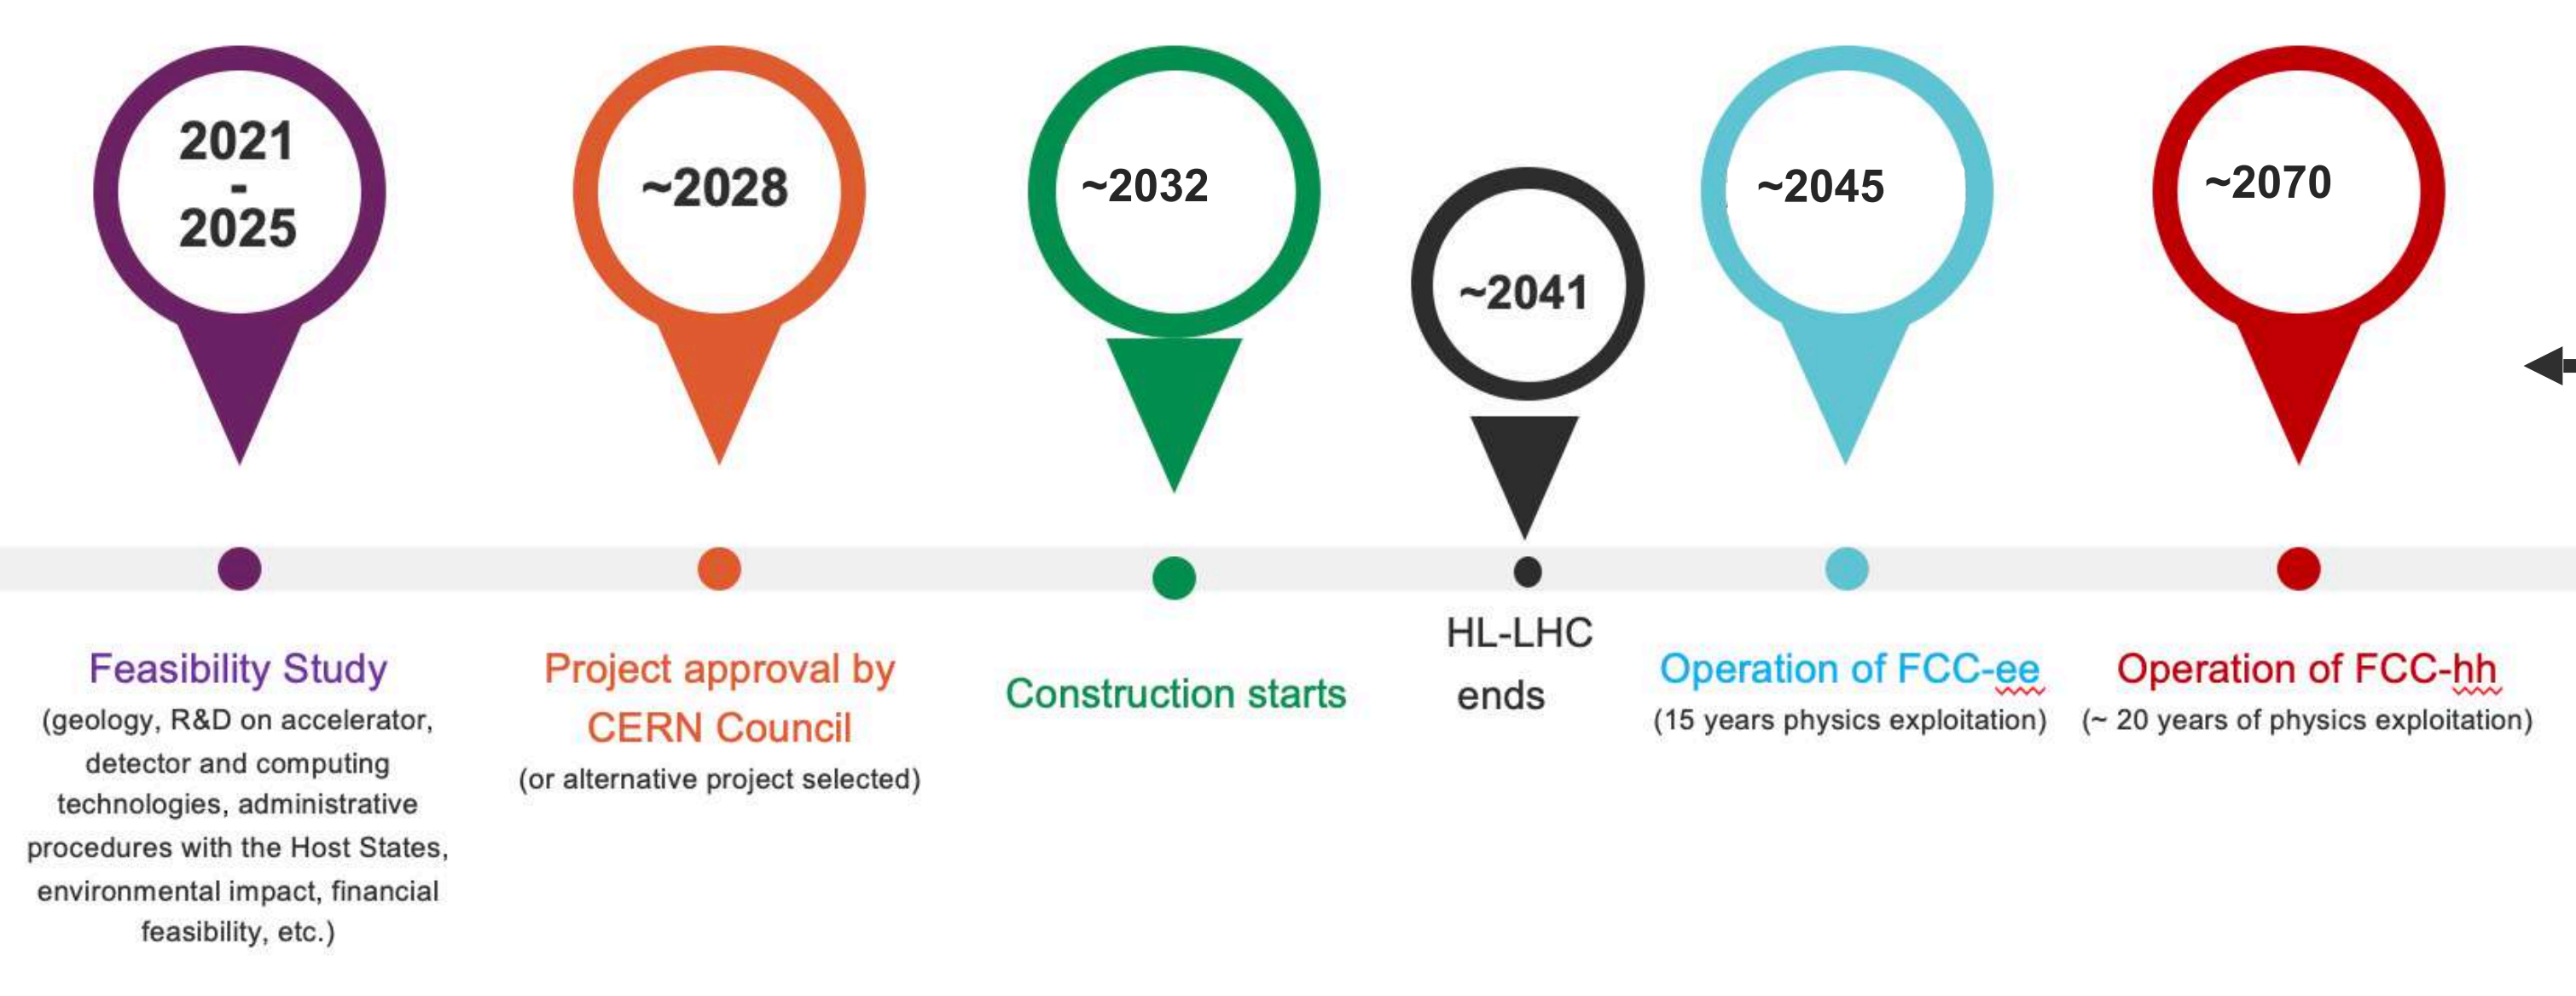 2021
-
2025
~2028
~2032
~2041
~2045
~2070
Feasibility Study
(geology, R&D on accelerator,
detector and computing
technologies, administrative
procedures with the Host States,
environmental impact, financial
feasibility, etc.)
Project approval by
CERN Council
(or alternative project selected)
Construction starts
HL-LHC
ends
Operation of FCC-ee
(15 years physics exploitation)
Operation of FCC-hh
(~ 20 years of physics exploitation)